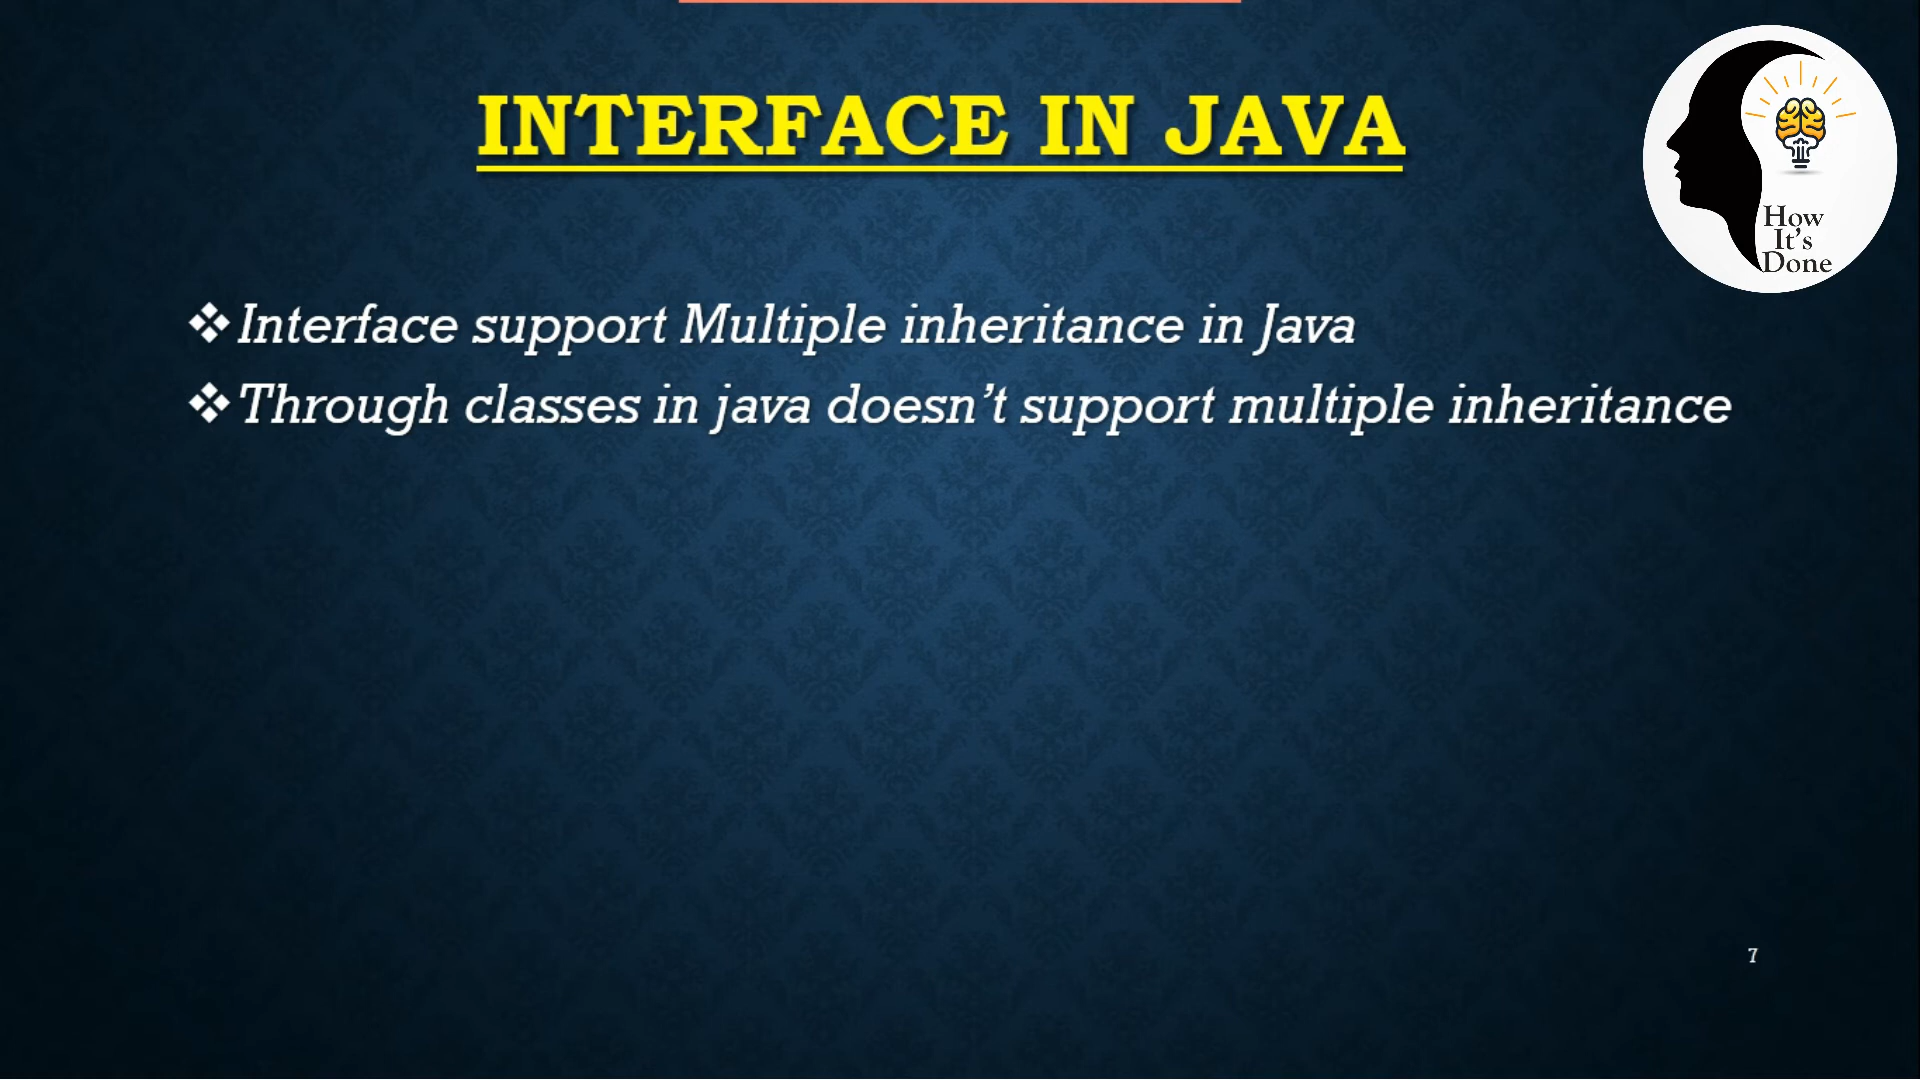 INTERFACE IN JAVA
How
It's
Done
❖Interface support Multiple inheritance in Java
❖Through classes in java doesn't support multiple inheritance
7